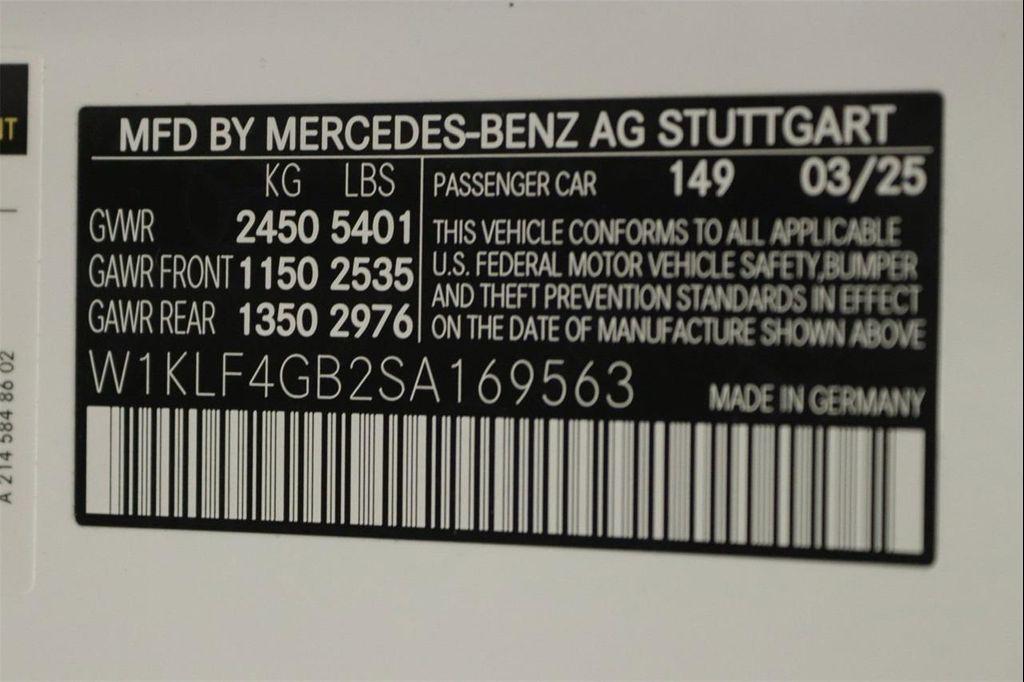 MFD BY MERCEDES-BENZ AG STUTTGART
KG LBS
GVWR 2450 5401
GAWR FRONT 1150 2535
GAWR REAR 1350 2976
PASSENGER CAR 149 03/25
THIS VEHICLE CONFORMS TO ALL APPLICABLE
U.S. FEDERAL MOTOR VEHICLE SAFETY,BUMPER
AND THEFT PREVENTION STANDARDS IN EFFECT
ON THE DATE OF MANUFACTURE SHOWN ABOVE
W1KLF4GB2SA169563
MADE IN GERMANY
A 214 584 86 02